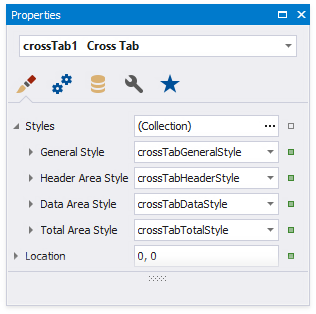 Properties
crossTab1 Cross Tab
Styles (Collection) ...
General Style crossTabGeneralStyle
Header Area Style crossTabHeaderStyle
Data Area Style crossTabDataStyle
Total Area Style crossTabTotalStyle
Location 0, 0